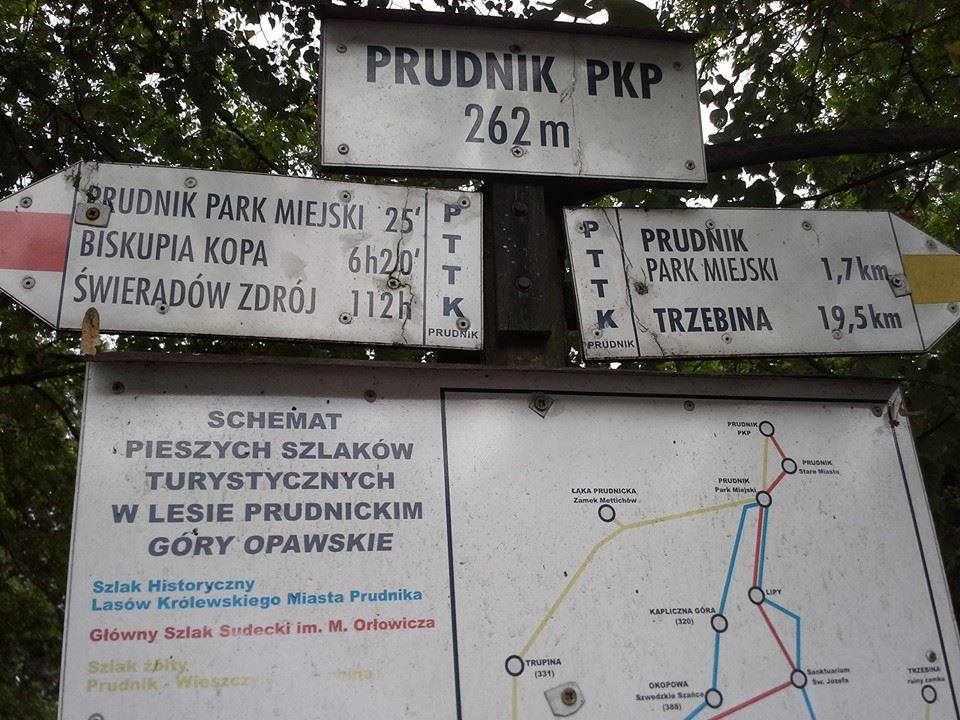 PRUDNIK PKP
262 m
PRUDNIK PARK MIEJSKI 25'
BISKUPIA KOPA 6h20'
ŚWIERADÓW ZDRÓJ 112h
PTTK
PRUDNIK
PTTK
PRUDNIK
PRUDNIK
PARK MIEJSKI 1,7 km
TRZEBINA 19,5 km
SCHEMAT
PIESZYCH SZLAKÓW
TURYSTYCZNYCH
W LESIE PRUDNICKIM
GÓRY OPAWSKIE
Szlak Historyczny
Lasów Królewskiego Miasta Prudnika
Główny Szlak Sudecki im. M. Orłowicza
Szlak żółty
Prudnik - Wieszczy
PRUDNIK
PKP
PRUDNIK
Stare Miasto
PRUDNIK
Park Miejski
ŁĄKA PRUDNICKA
Zamek Mettichów
LIPY
KAPLICZNA GÓRA
(320)
TRUPINA
(331)
Sanktuarium
Św. Józefa
OKOPOWA
Szwedzkie Szańce
(388)
TRZEBINA
ruiny zamku